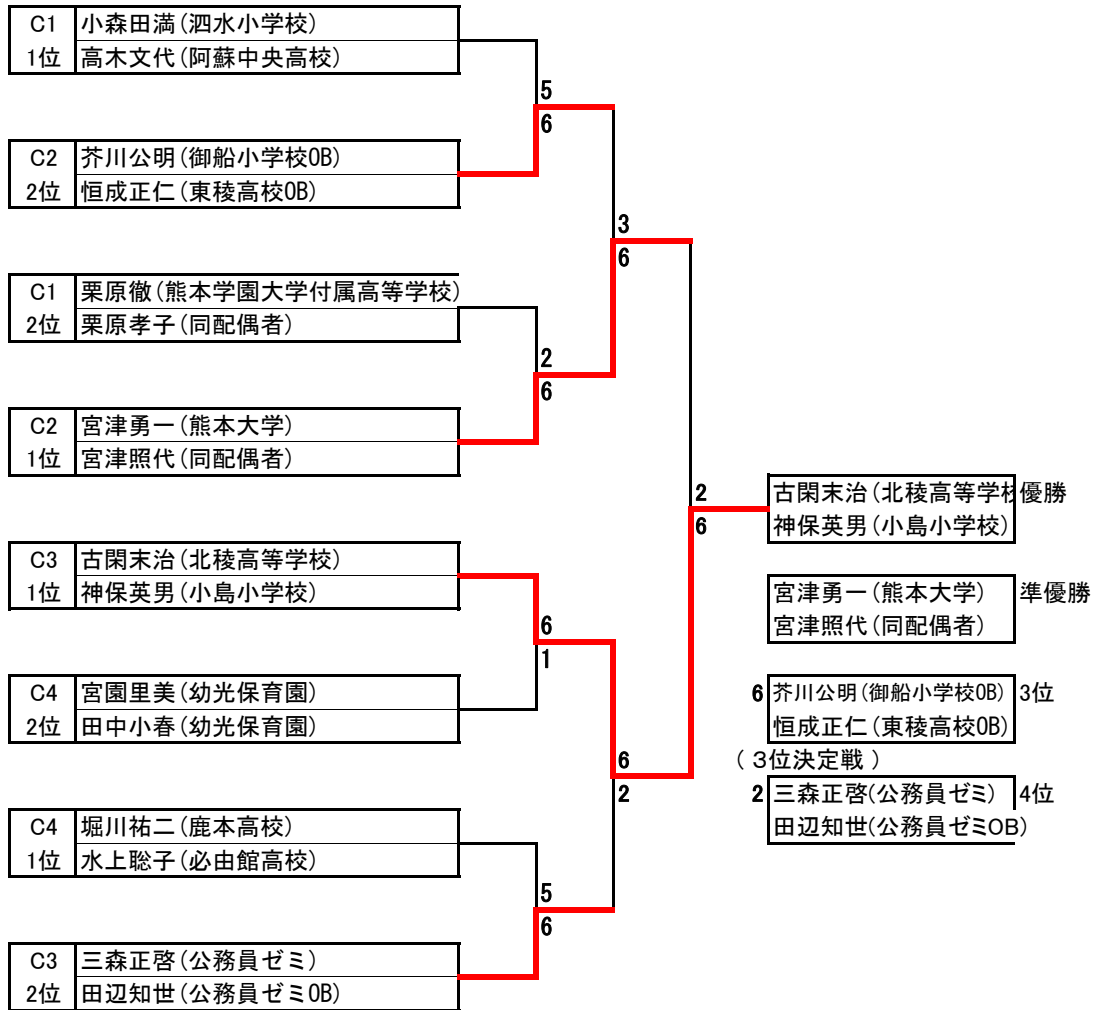 C1 小森田満(泗水小学校)
1位 高木文代(阿蘇中央高校)
5
6
C2 芥川公明(御船小学校OB)
2位 恒成正仁(東稜高校OB)
3
6
C1 栗原徹(熊本学園大学付属高等学校)
2位 栗原孝子(同配偶者)
2
6
C2 宮津勇一(熊本大学)
1位 宮津照代(同配偶者)
2
6
古閑末治(北稜高等学校 優勝
神保英男(小島小学校)
C3 古閑末治(北稜高等学校)
1位 神保英男(小島小学校)
宮津勇一(熊本大学) 準優勝
宮津照代(同配偶者)
6
1
C4 宮園里美(幼光保育園)
2位 田中小春(幼光保育園)
6 芥川公明(御船小学校OB) 3位
恒成正仁(東稜高校OB)
(3位決定戦)
6
2
2 三森正啓(公務員ゼミ) 4位
田辺知世(公務員ゼミOB)
C4 堀川祐二(鹿本高校)
1位 水上聡子(必由館高校)
5
6
C3 三森正啓(公務員ゼミ)
2位 田辺知世(公務員ゼミOB)